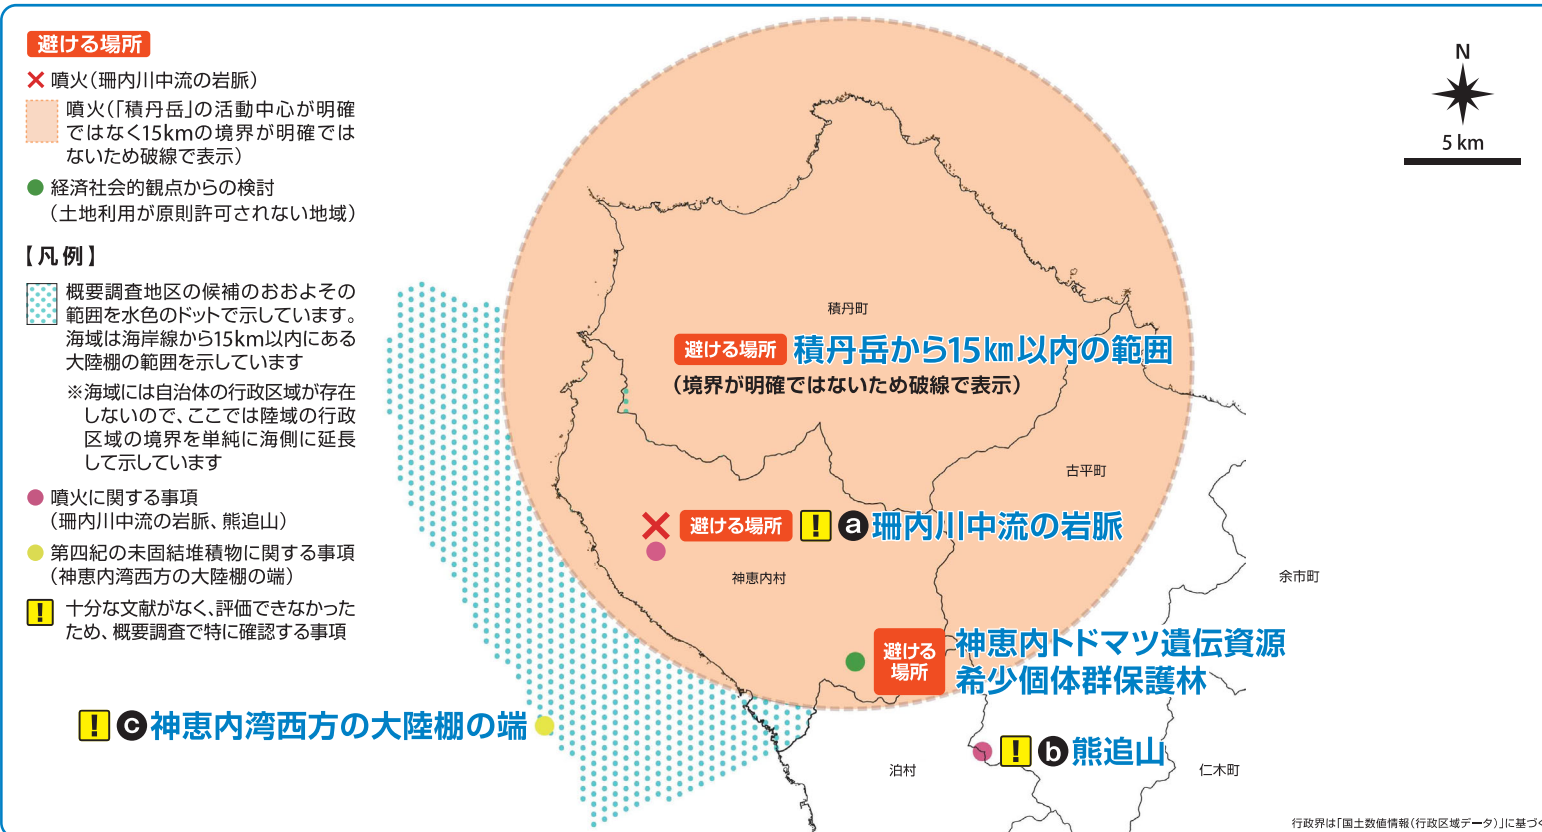 避ける場所
噴火(珊内川中流の岩脈)
噴火(「積丹岳」の活動中心が明確
ではなく15kmの境界が明確では
ないため破線で表示)
経済社会的観点からの検討
(土地利用が原則許可されない地域)
【凡例】
概要調査地区の候補のおおよその
範囲を水色のドットで示しています。
海域は海岸線から15km以内にある
大陸棚の範囲を示しています
※海域には自治体の行政区域が存在
しないので、ここでは陸域の行政
区域の境界を単純に海側に延長
して示しています
噴火に関する事項
(珊内川中流の岩脈、熊追山)
第四紀の未固結堆積物に関する事項
(神恵内湾西方の大陸棚の端)
! 十分な文献がなく、評価できなかった
ため、概要調査で特に確認する事項
N
5 km
積丹町
避ける場所 積丹岳から15km以内の範囲
(境界が明確ではないため破線で表示)
古平町
避ける場所 ! a 珊内川中流の岩脈
神恵内村
余市町
避ける
場所
神恵内トドマツ遺伝資源
希少個体群保護林
! c 神恵内湾西方の大陸棚の端
! b 熊追山
泊村
仁木町
行政界は「国土数値情報(行政区域データ)」に基づく